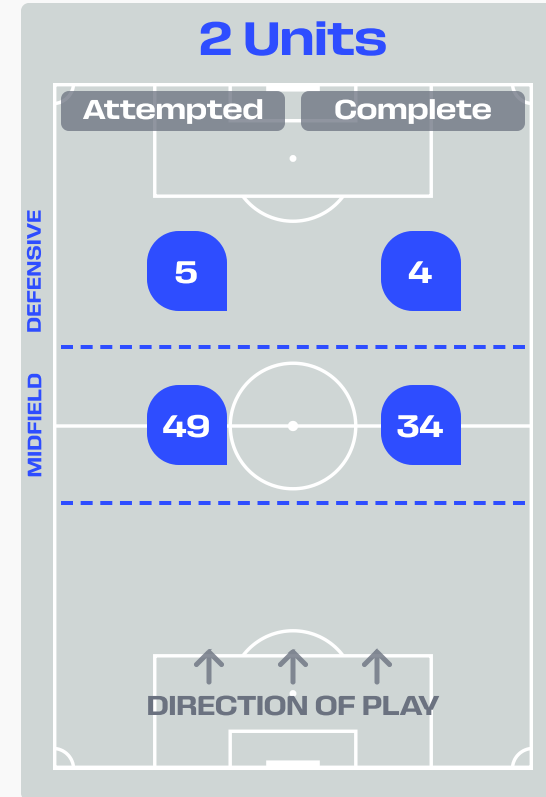 2 Units
Attempted Complete
DEFENSIVE
5 4
MIDFIELD
49 34
DIRECTION OF PLAY